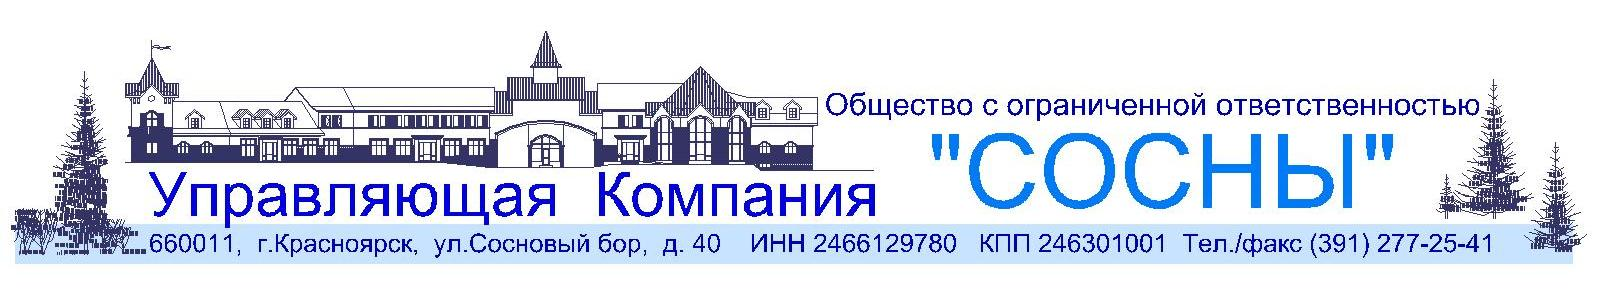 Общество с ограниченной ответственностью
"СОСНЫ"
Управляющая Компания
660011, г.Красноярск, ул.Сосновый бор, д. 40 ИНН 2466129780 КПП 246301001 Тел./факс (391) 277-25-41